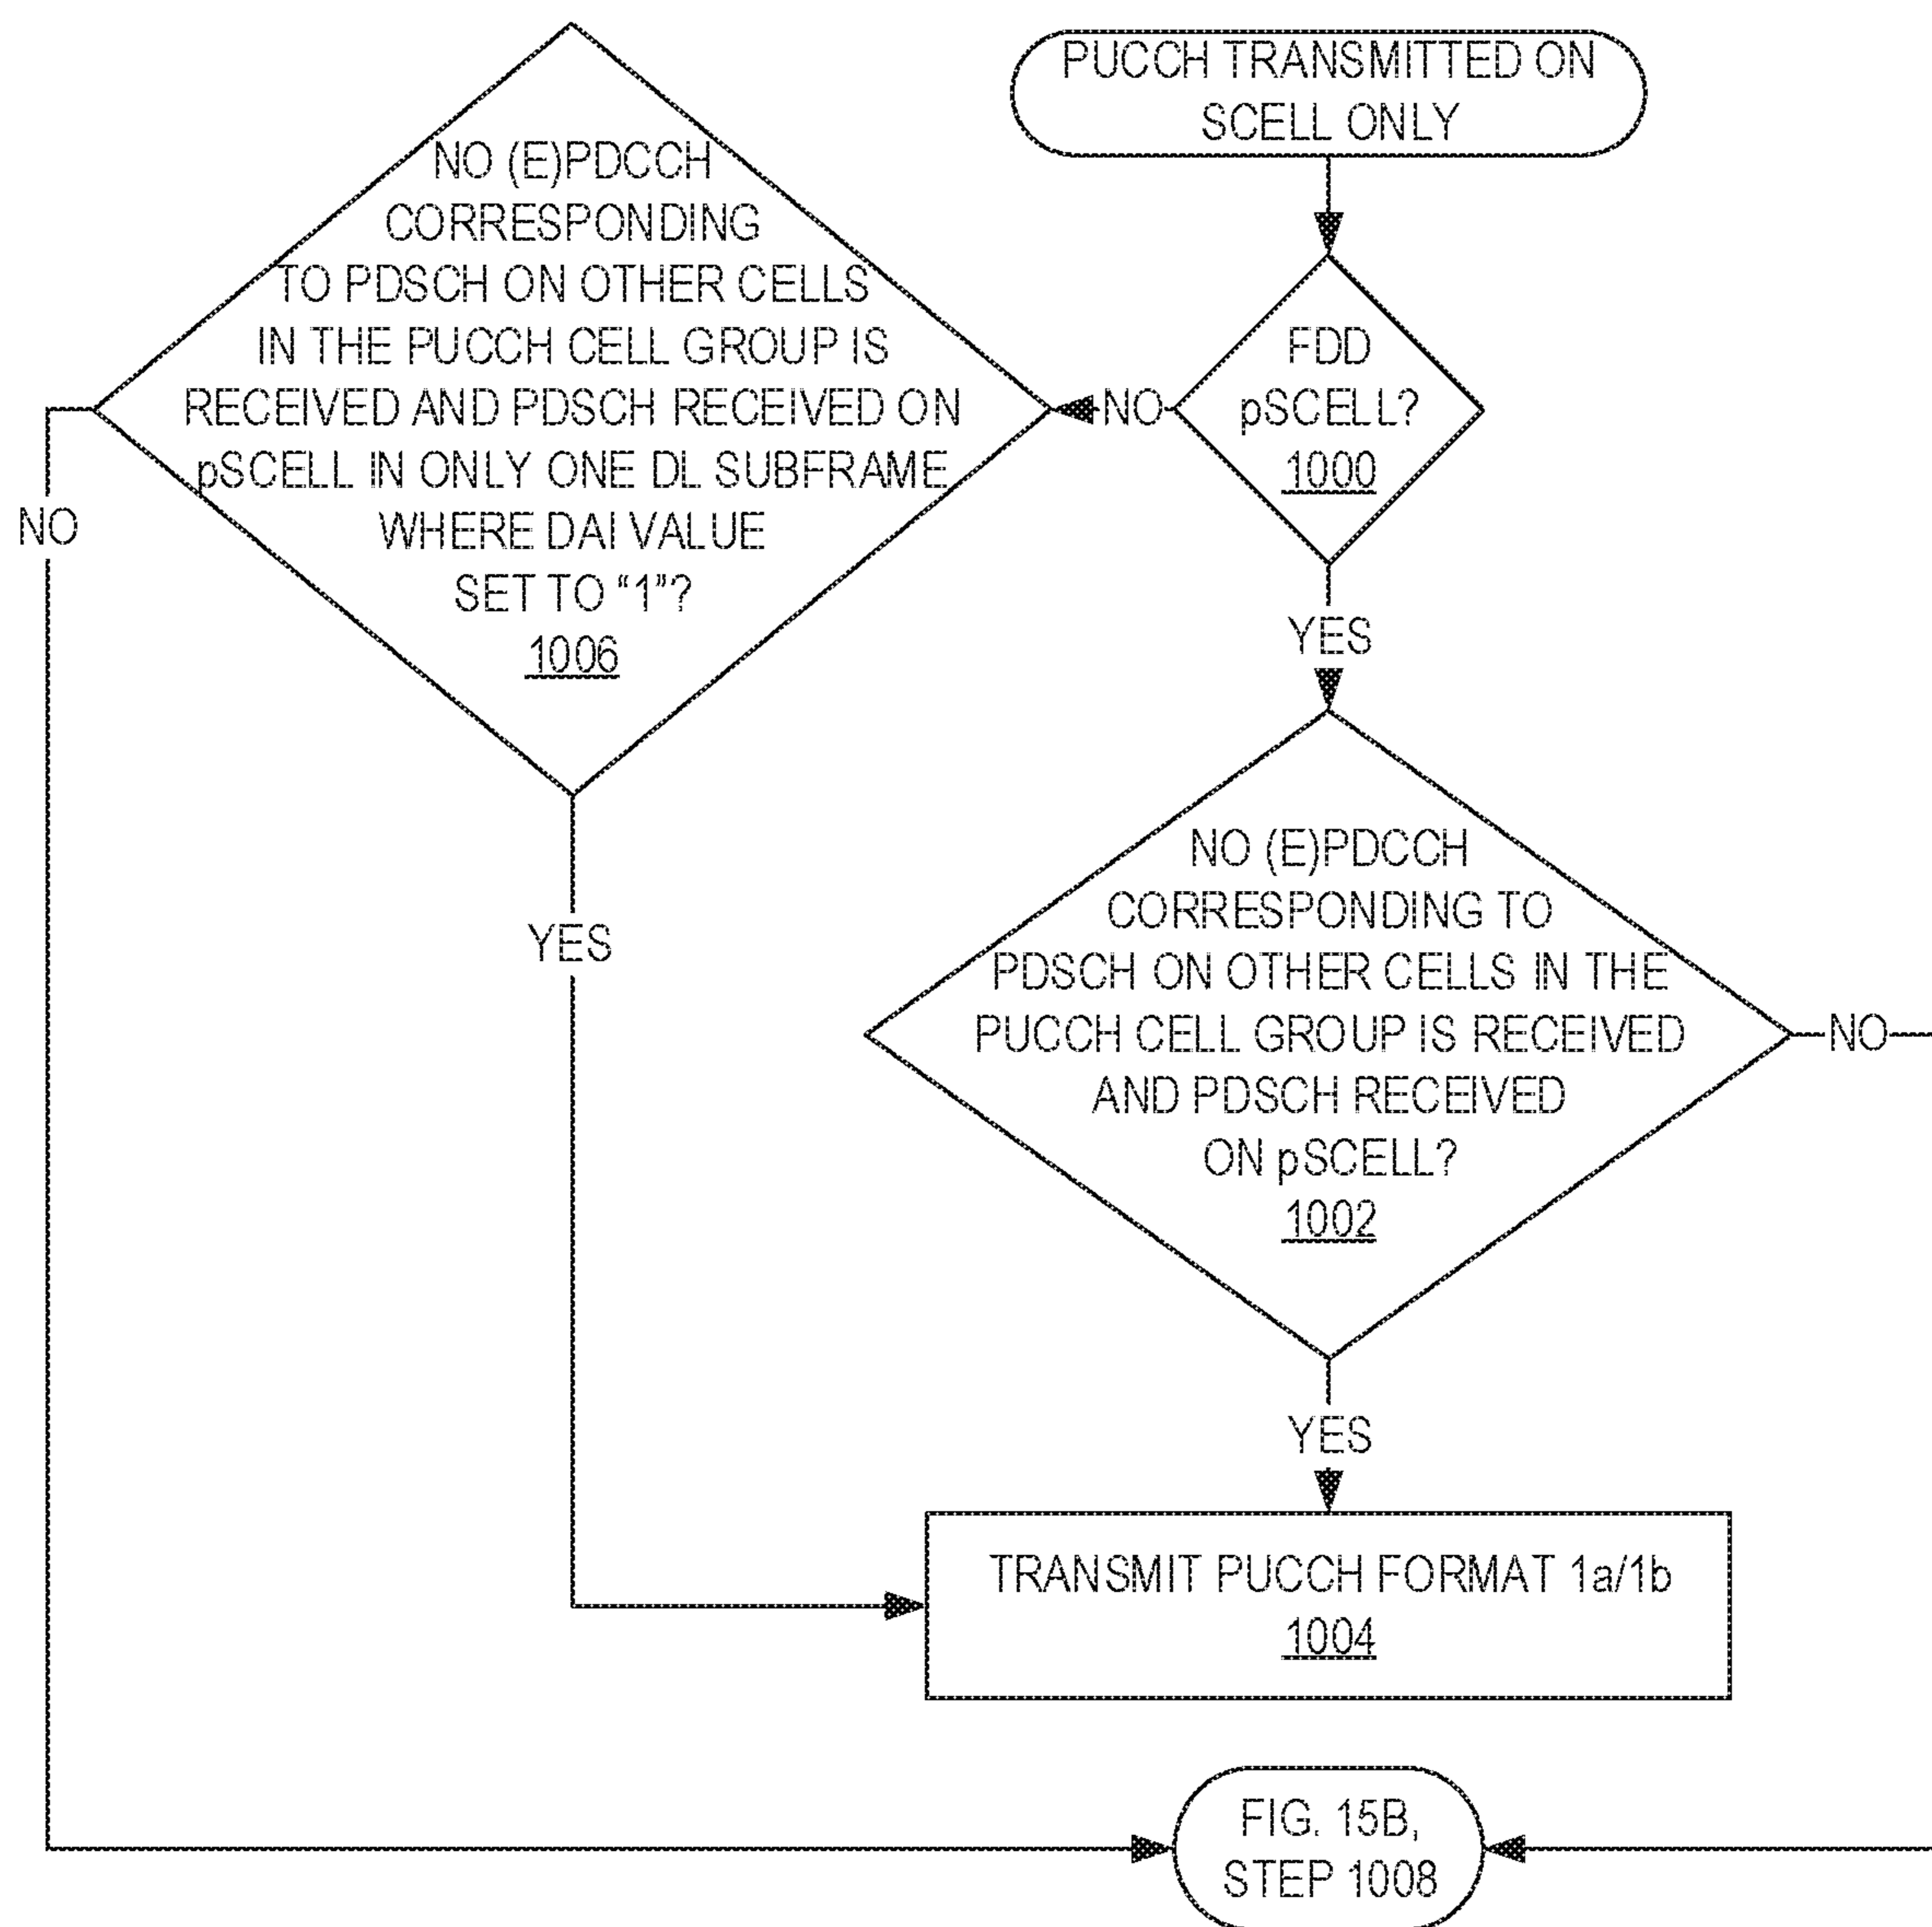 PUCCH TRANSMITTED ON
SCELL ONLY
FDD
pSCELL?
1000
NO
YES
NO (E)PDCCH
CORRESPONDING
TO PDSCH ON OTHER CELLS
IN THE PUCCH CELL GROUP IS
RECEIVED AND PDSCH RECEIVED ON
pSCELL IN ONLY ONE DL SUBFRAME
WHERE DAI VALUE
SET TO “1”?
1006
NO
YES
NO (E)PDCCH
CORRESPONDING TO
PDSCH ON OTHER CELLS IN THE
PUCCH CELL GROUP IS RECEIVED
AND PDSCH RECEIVED
ON pSCELL?
1002
NO
YES
TRANSMIT PUCCH FORMAT 1a/1b
1004
FIG. 15B,
STEP 1008